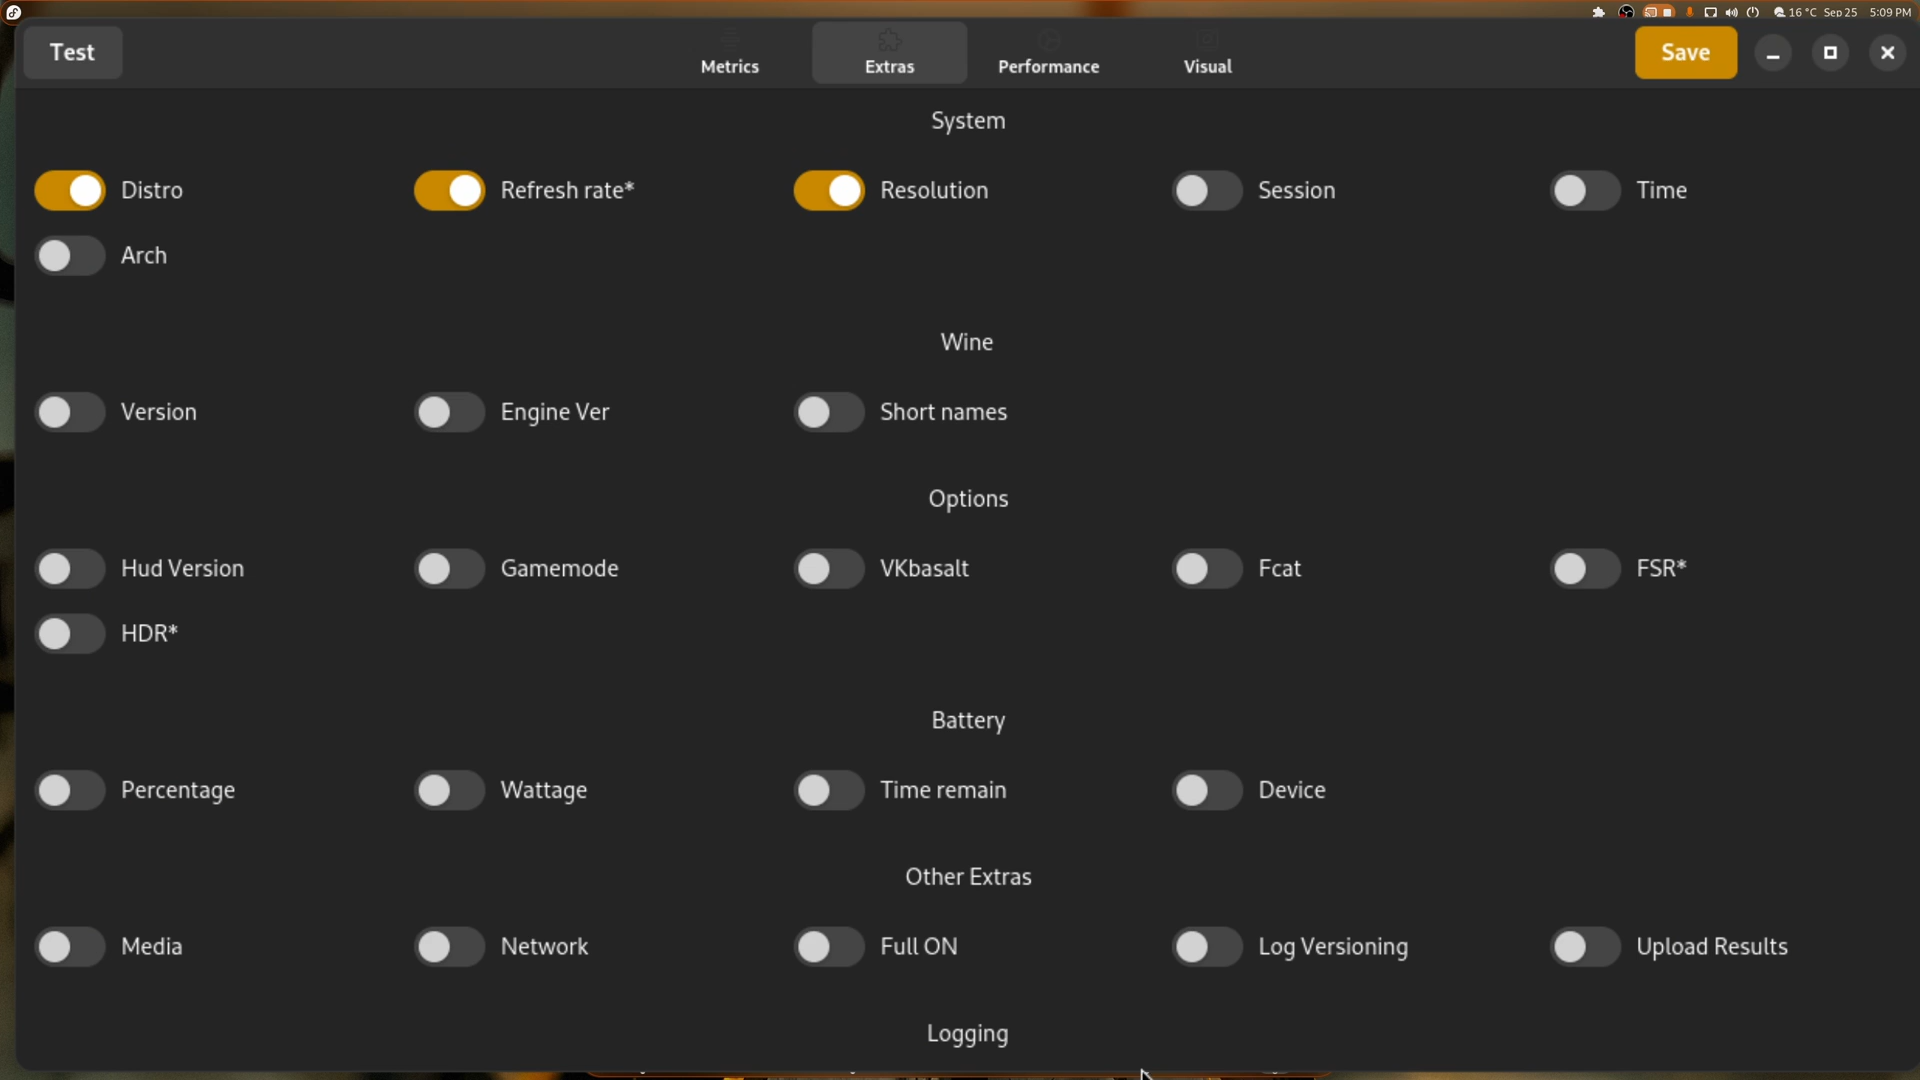 16 °C Sep 25 5:09 PM
Test Metrics Extras Performance Visual Save
System
Distro Refresh rate* Resolution Session Time
Arch
Wine
Version Engine Ver Short names
Options
Hud Version Gamemode VKbasalt Fcat FSR*
HDR*
Battery
Percentage Wattage Time remain Device
Other Extras
Media Network Full ON Log Versioning Upload Results
Logging